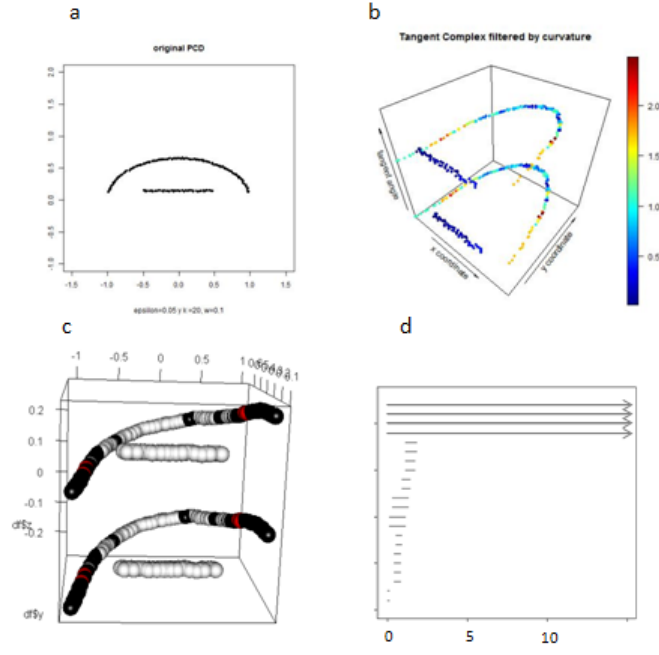 a
original PCD
2.0
1.5
1.0
0.5
0.0
-0.5
-1.0
-1.5 -1.0 -0.5 0.0 0.5 1.0 1.5
epsilon=0.05 y k =20, w=0.1
b
Tangent Complex filtered by curvature
Tangent angle
x coordinate
y coordinate
2.0
1.5
1.0
0.5
c
-1 -0.5 0 0.5 1
0.2
0.1
0
-0.1
-0.2
df$z
df$y
d
0 5 10